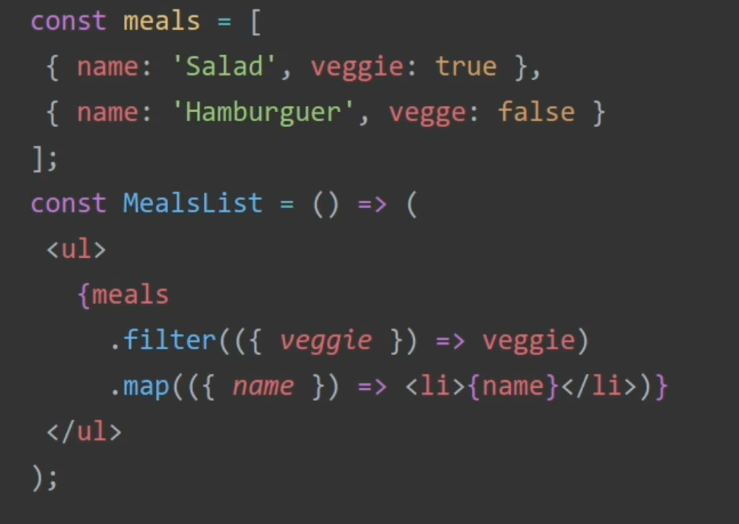 const meals = [
{ name: 'Salad', veggie: true },
{ name: 'Hamburguer', vegge: false }
];
const MealsList = () => (
<ul>
{meals
.filter(({ veggie }) => veggie)
.map(({ name }) => <li>{name}</li>)}
</ul>
);